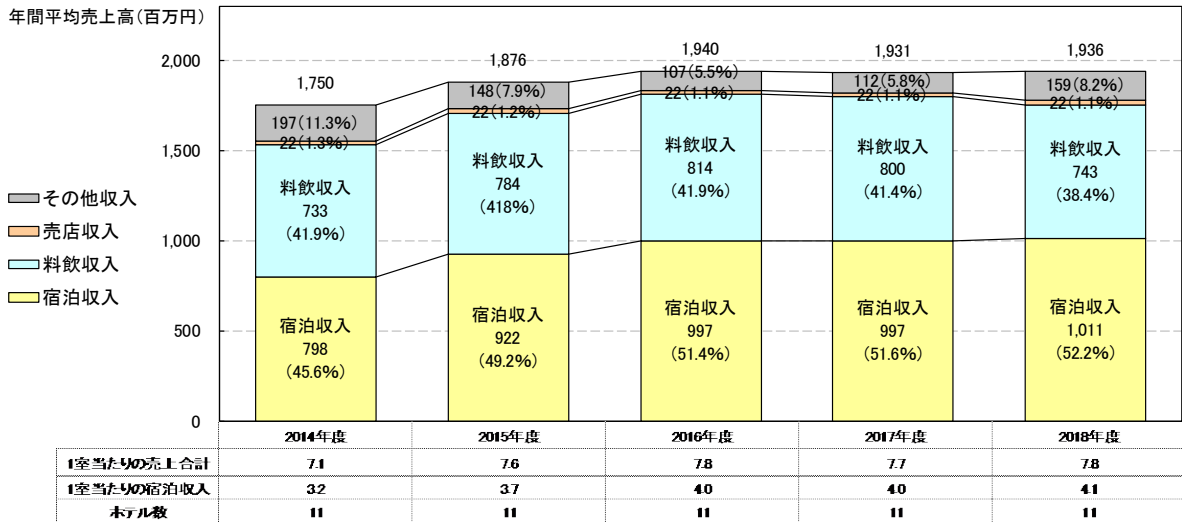 年間平均売上高(百万円)
2,000
1,500
1,000
500
0
その他収入
売店収入
料飲収入
宿泊収入
1,750
197(11.3%)
22(1.3%)
料飲収入
733
(41.9%)
宿泊収入
798
(45.6%)
1,876
148(7.9%)
22(1.2%)
料飲収入
784
(418%)
宿泊収入
922
(49.2%)
1,940
107(5.5%)
22(1.1%)
料飲収入
814
(41.9%)
宿泊収入
997
(51.4%)
1,931
112(5.8%)
22(1.1%)
料飲収入
800
(41.4%)
宿泊収入
997
(51.6%)
1,936
159(8.2%)
22(1.1%)
料飲収入
743
(38.4%)
宿泊収入
1,011
(52.2%)
2014年度 2015年度 2016年度 2017年度 2018年度
1室当たりの売上合計 7.1 7.6 7.8 7.7 7.8
1室当たりの宿泊収入 3.2 3.7 4.0 4.0 4.1
ホテル数 11 11 11 11 11